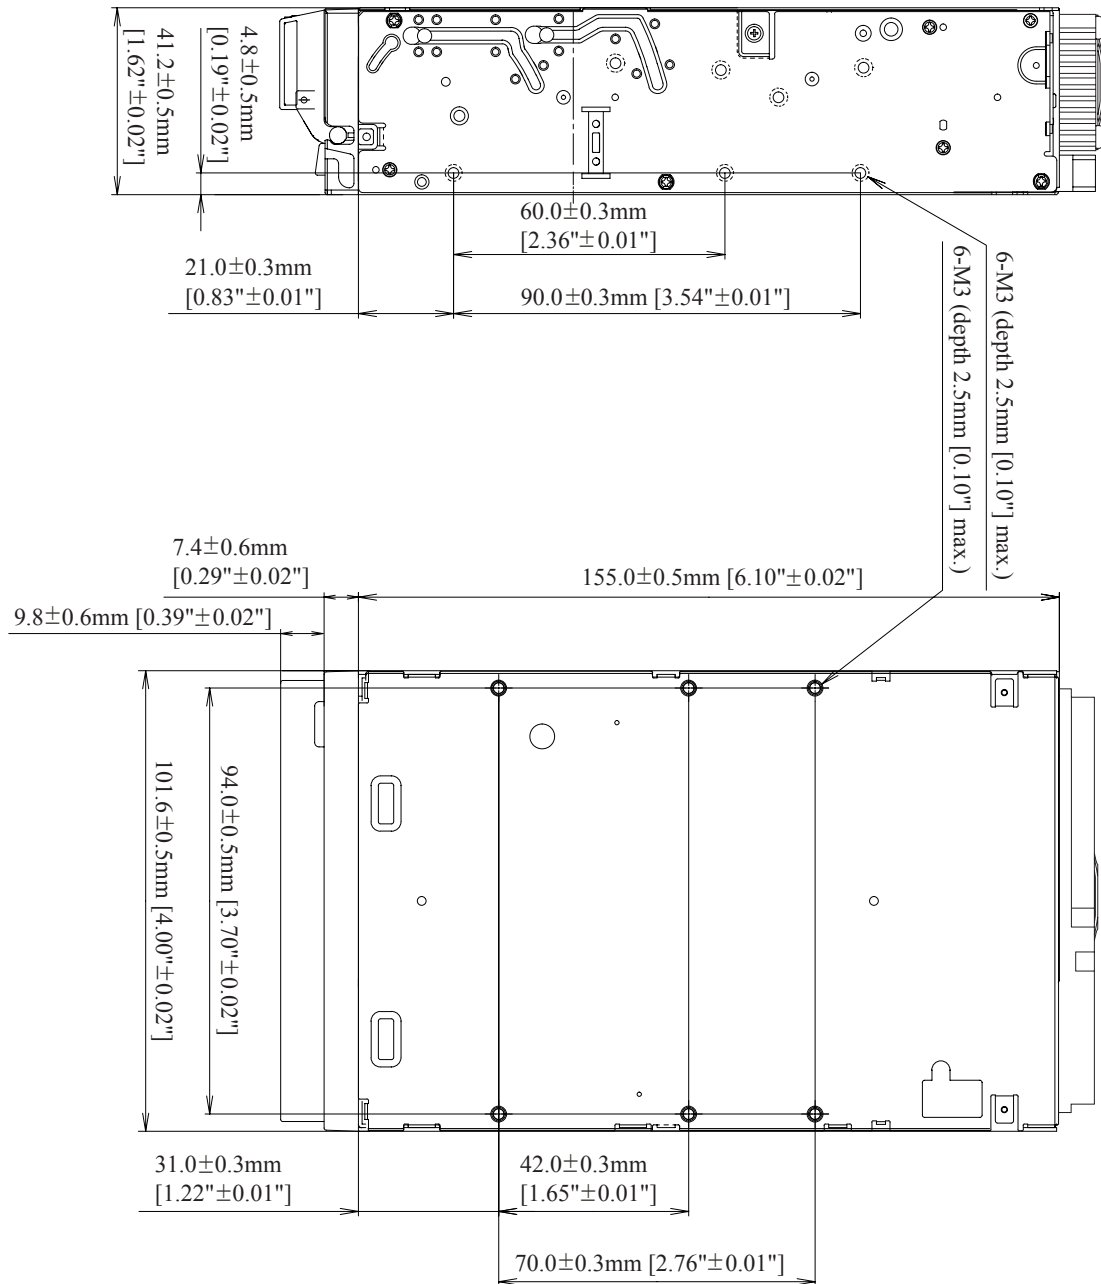 41.2±0.5mm
[1.62"±0.02"]
4.8±0.5mm
[0.19"±0.02"]
60.0±0.3mm
[2.36"±0.01"]
21.0±0.3mm
[0.83"±0.01"]
90.0±0.3mm [3.54"±0.01"]
6-M3 (depth 2.5mm [0.10"] max.)
6-M3 (depth 2.5mm [0.10"] max.)
7.4±0.6mm
[0.29"±0.02"]
155.0±0.5mm [6.10"±0.02"]
9.8±0.6mm [0.39"±0.02"]
101.6±0.5mm [4.00"±0.02"]
94.0±0.5mm [3.70"±0.02"]
31.0±0.3mm
[1.22"±0.01"]
42.0±0.3mm
[1.65"±0.01"]
70.0±0.3mm [2.76"±0.01"]